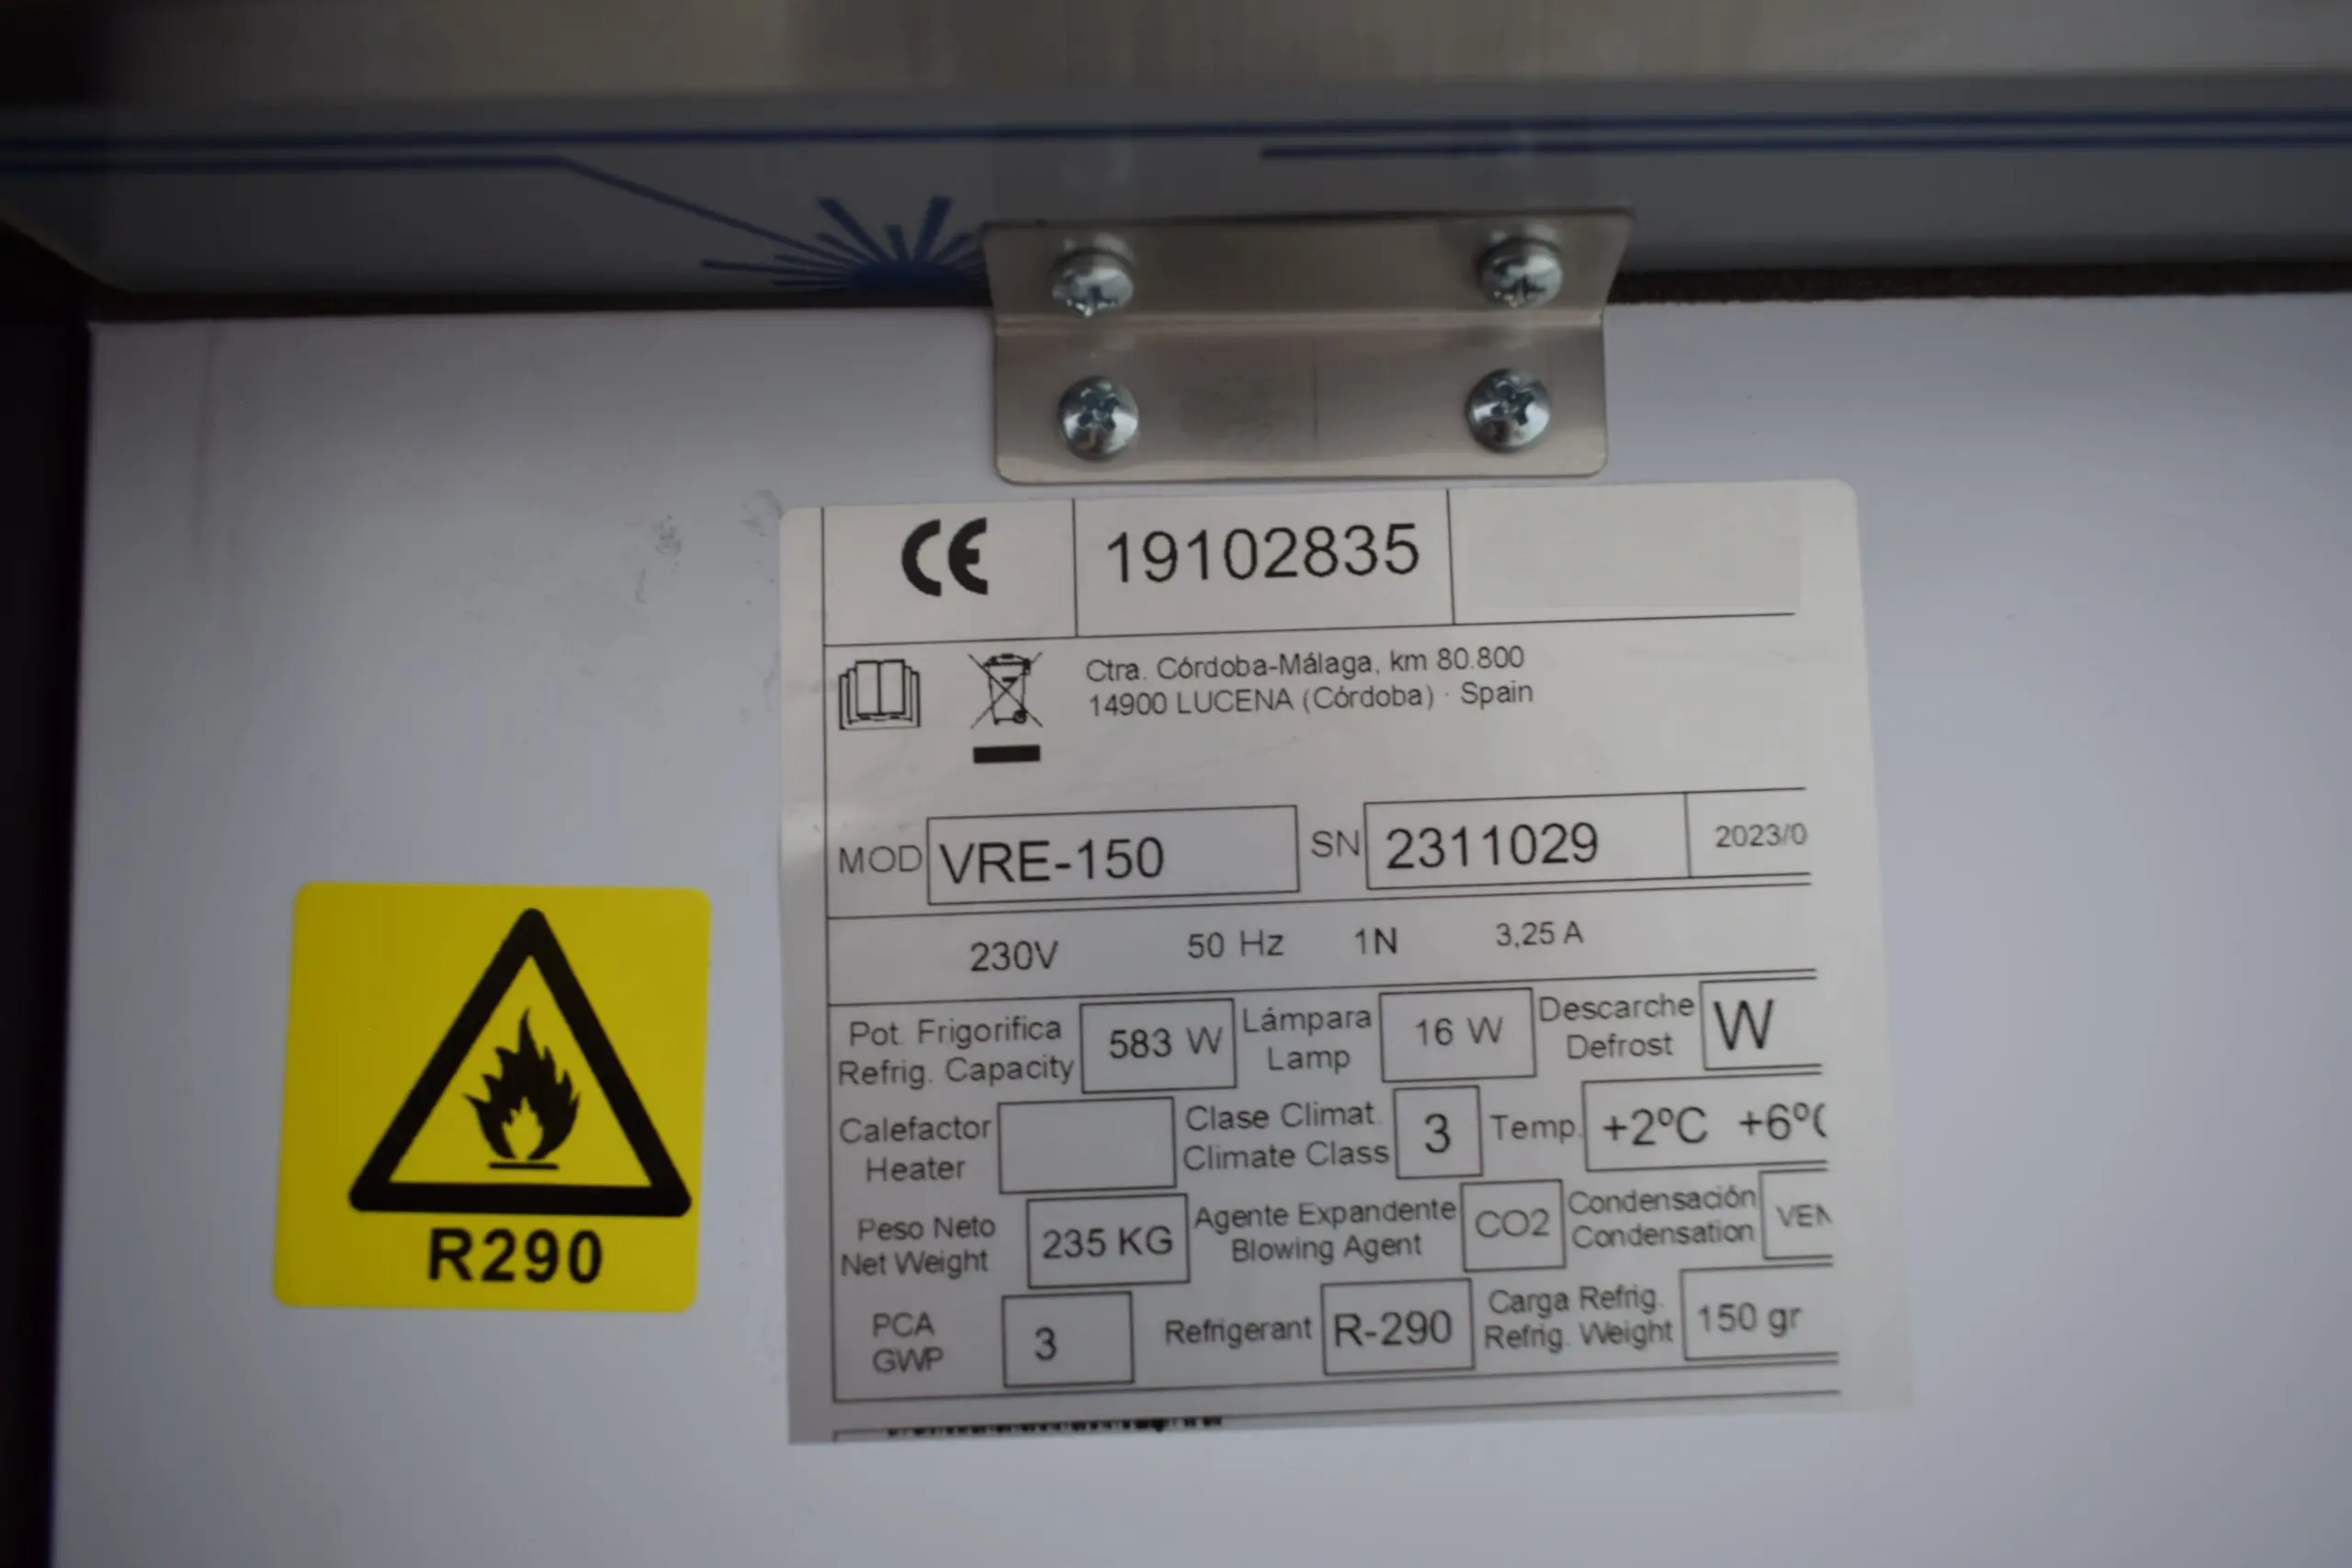 CE 19102835
Ctra. Córdoba-Málaga, km 80.800
14900 LUCENA (Córdoba) · Spain
MOD VRE-150 SN 2311029 2023/0
230V 50 Hz 1N 3,25 A
Pot. Frigorifica 583 W Lámpara 16 W Descarche W
Refrig. Capacity Lamp Defrost
Calefactor Clase Climat. 3 Temp. +2ºC +6º
Heater Climate Class
Peso Neto 235 KG Agente Expandente CO2 Condensación
Net Weight Blowing Agent Condensation
PCA 3 Refrigerant R-290 Carga Refrig. 150 gr
GWP Refrig. Weight
R290